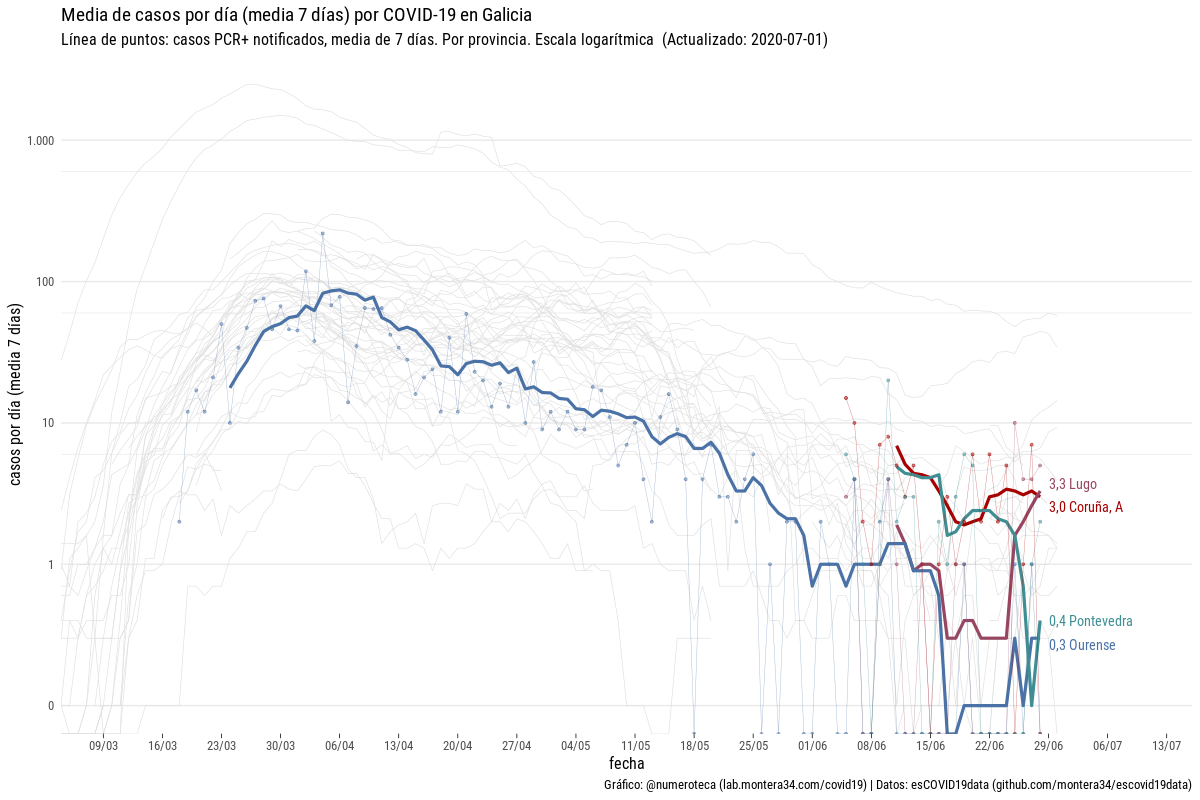 Media de casos por día (media 7 días) por COVID-19 en Galicia
Línea de puntos: casos PCR+ notificados, media de 7 días. Por provincia. Escala logarítmica (Actualizado: 2020-07-01)
casos por día (media 7 días)
1.000
100
10
1
0
3,3 Lugo
3,0 Coruña, A
0,4 Pontevedra
0,3 Ourense
09/03 16/03 23/03 30/03 06/04 13/04 20/04 27/04 04/05 11/05 18/05 25/05 01/06 08/06 15/06 22/06 29/06 06/07 13/07
fecha
Gráfico: @numeroteca (lab.montera34.com/covid19) | Datos: esCOVID19data (github.com/montera34/escovid19data)